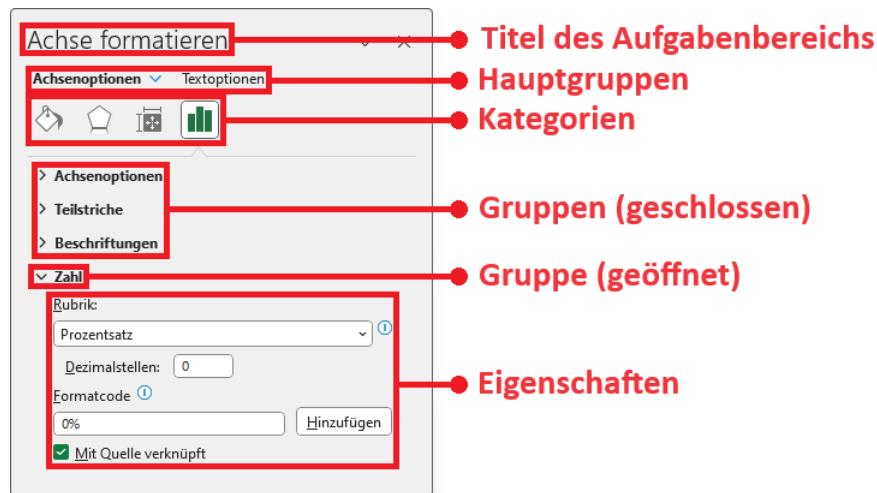 Achse formatieren
Titel des Aufgabenbereichs
Achsenoptionen Textoptionen
Hauptgruppen
Kategorien
Achsenoptionen
Teilstriche
Gruppen (geschlossen)
Beschriftungen
Zahl
Gruppe (geöffnet)
Rubrik:
Prozentsatz
Dezimalstellen: 0
Eigenschaften
Formatcode
0% Hinzufügen
Mit Quelle verknüpft